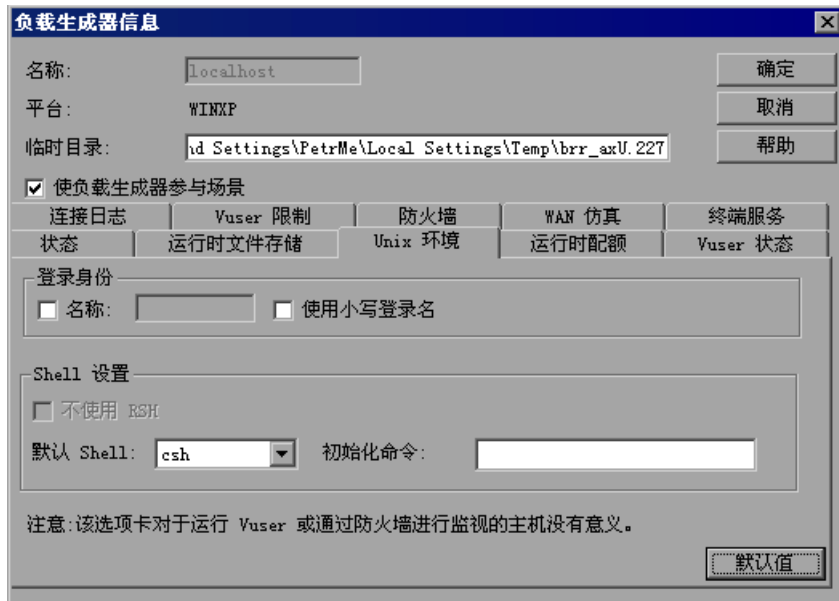 负载生成器信息
名称: localhost 确定
平台: WINXP 取消
临时目录: nd Settings\PetrMe\Local Settings\Temp\brr_axU.227 帮助
使负载生成器参与场景
连接日志 Vuser 限制 防火墙 WAN 仿真 终端服务
状态 运行时文件存储 Unix 环境 运行时配额 Vuser 状态
登录身份
名称: 使用小写登录名
Shell 设置
不使用 RSH
默认 Shell: csh 初始化命令:
注意:该选项卡对于运行 Vuser 或通过防火墙进行监视的主机没有意义。
默认值